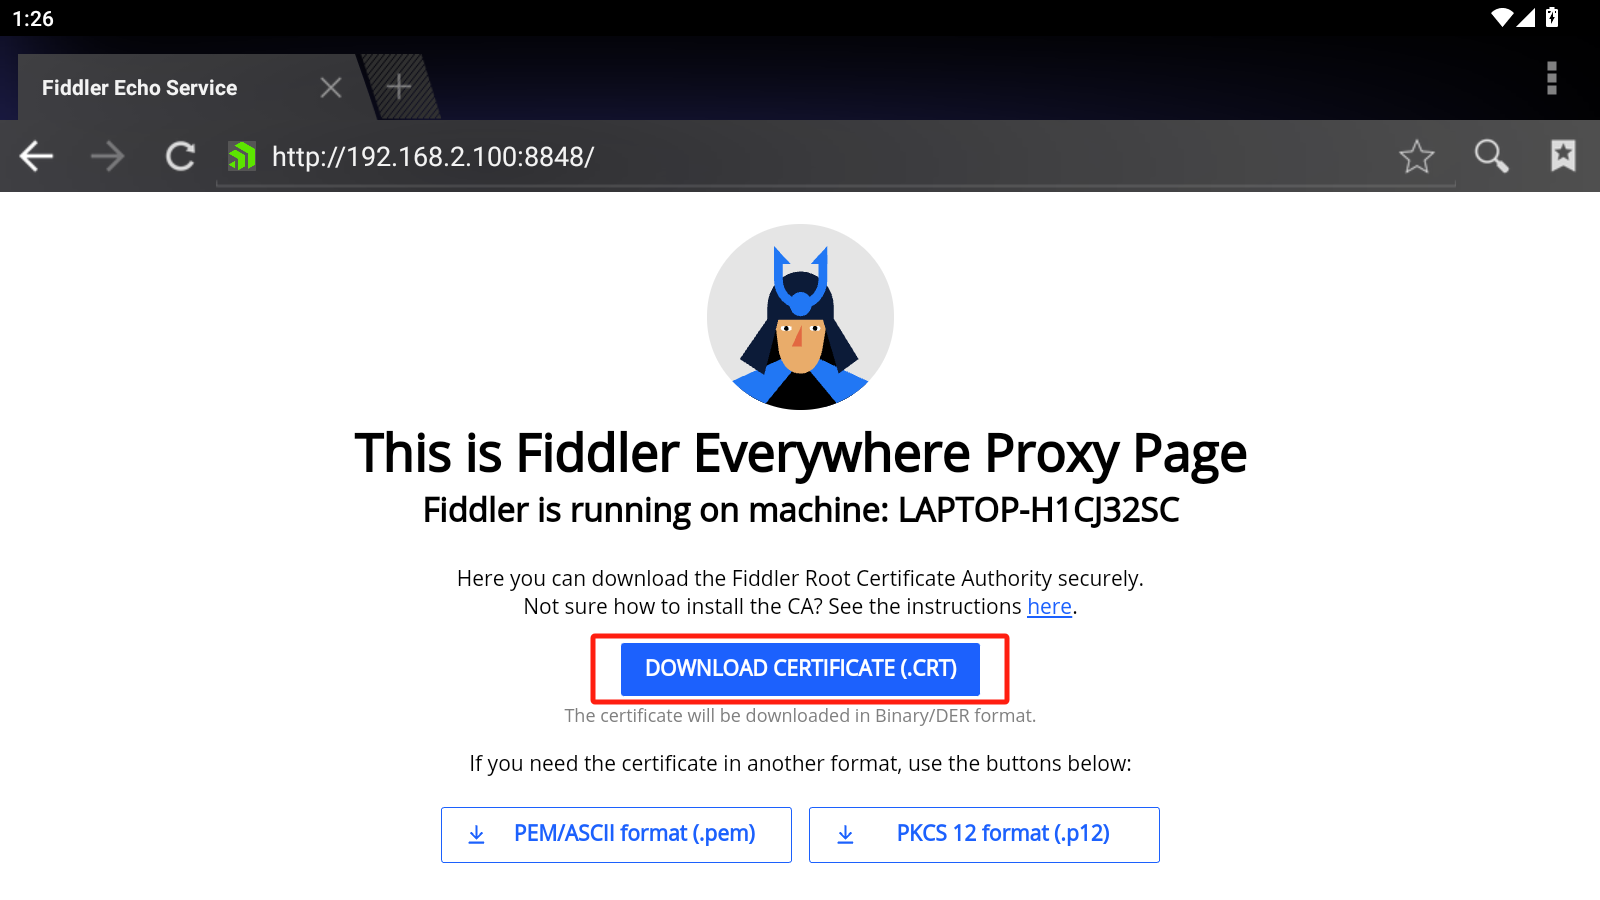 1:26
Fiddler Echo Service
http://192.168.2.100:8848/
This is Fiddler Everywhere Proxy Page
Fiddler is running on machine: LAPTOP-H1CJ32SC
Here you can download the Fiddler Root Certificate Authority securely.
Not sure how to install the CA? See the instructions here.
DOWNLOAD CERTIFICATE (.CRT)
The certificate will be downloaded in Binary/DER format.
If you need the certificate in another format, use the buttons below:
PEM/ASCII format (.pem)
PKCS 12 format (.p12)